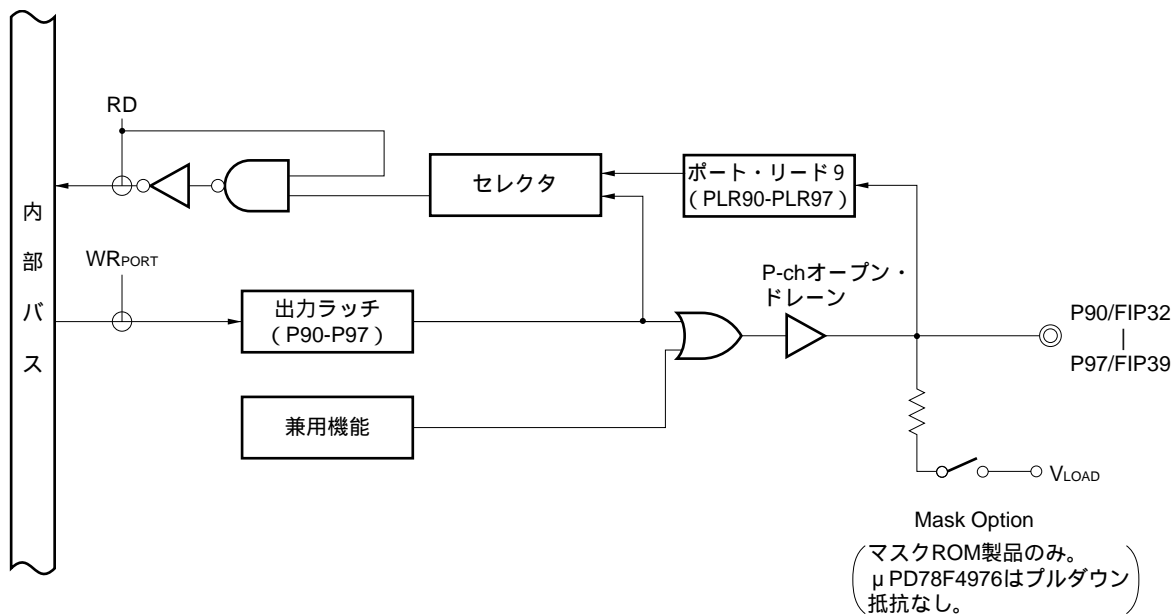 RD
セレクタ
ポート・リード9
(PLR90-PLR97)
内部バス
WRPORT
出力ラッチ
(P90-P97)
P-chオープン・
ドレーン
P90/FIP32
|
P97/FIP39
兼用機能
VLOAD
Mask Option
マスクROM製品のみ。
μPD78F4976はプルダウン
抵抗なし。